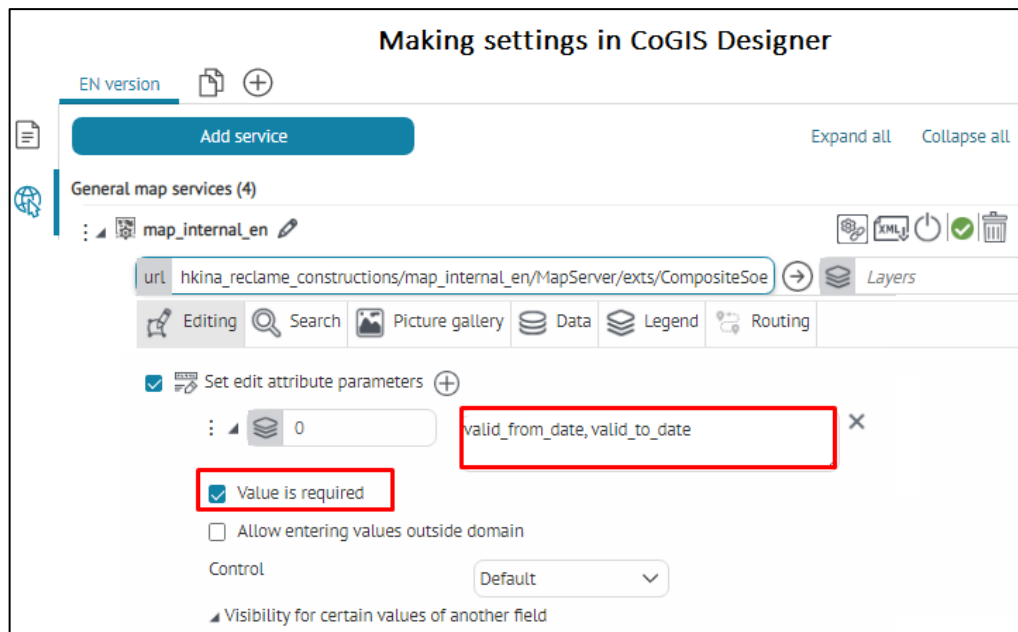 Making settings in CoGIS Designer
EN version
Add service
Expand all Collapse all
General map services (4)
map_internal_en
XML
url hkina_reclame_constructions/map_internal_en/MapServer/exts/CompositeSoe Layers
Editing Search Picture gallery Data Legend Routing
Set edit attribute parameters
0 valid_from_date, valid_to_date
Value is required
Allow entering values outside domain
Control Default
Visibility for certain values of another field